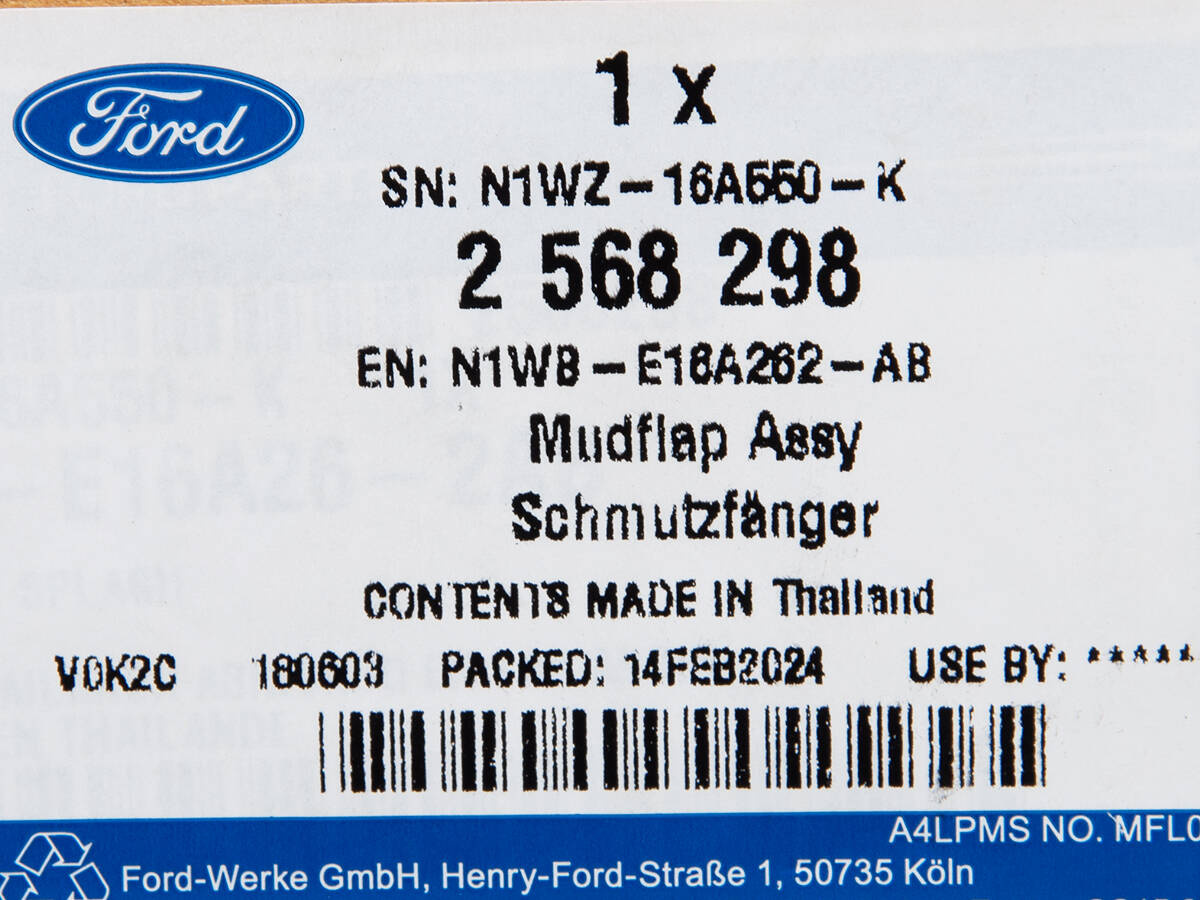 Ford
1 x
SN: N1WZ-16A550-K
2 568 298
EN: N1WB-E16A262-AB
Mudflap Assy
Schmutzfänger
CONTENTS MADE IN Thailand
V0K2C 180603 PACKED: 14FEB2024 USE BY: *****
A4LPMS NO. MFL0
Ford-Werke GmbH, Henry-Ford-Straße 1, 50735 Köln